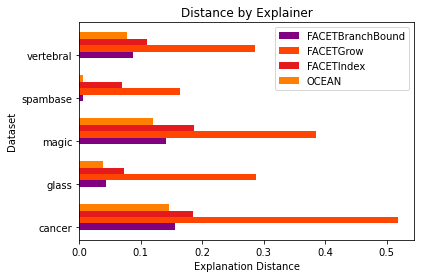 Distance by Explainer
FACETBranchBound
FACETGrow
FACETIndex
OCEAN
Dataset
vertebral
spambase
magic
glass
cancer
0.0 0.1 0.2 0.3 0.4 0.5
Explanation Distance